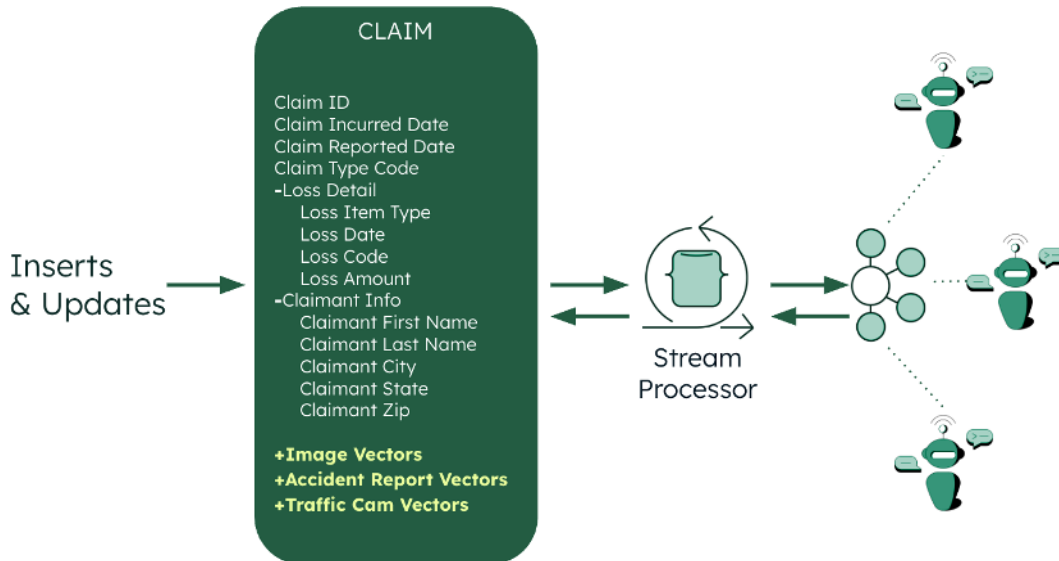 CLAIM
Claim ID
Claim Incurred Date
Claim Reported Date
Claim Type Code
-Loss Detail
Loss Item Type
Loss Date
Loss Code
Loss Amount
-Claimant Info
Claimant First Name
Claimant Last Name
Claimant City
Claimant State
Claimant Zip
+Image Vectors
+Accident Report Vectors
+Traffic Cam Vectors
Inserts
& Updates
Stream
Processor